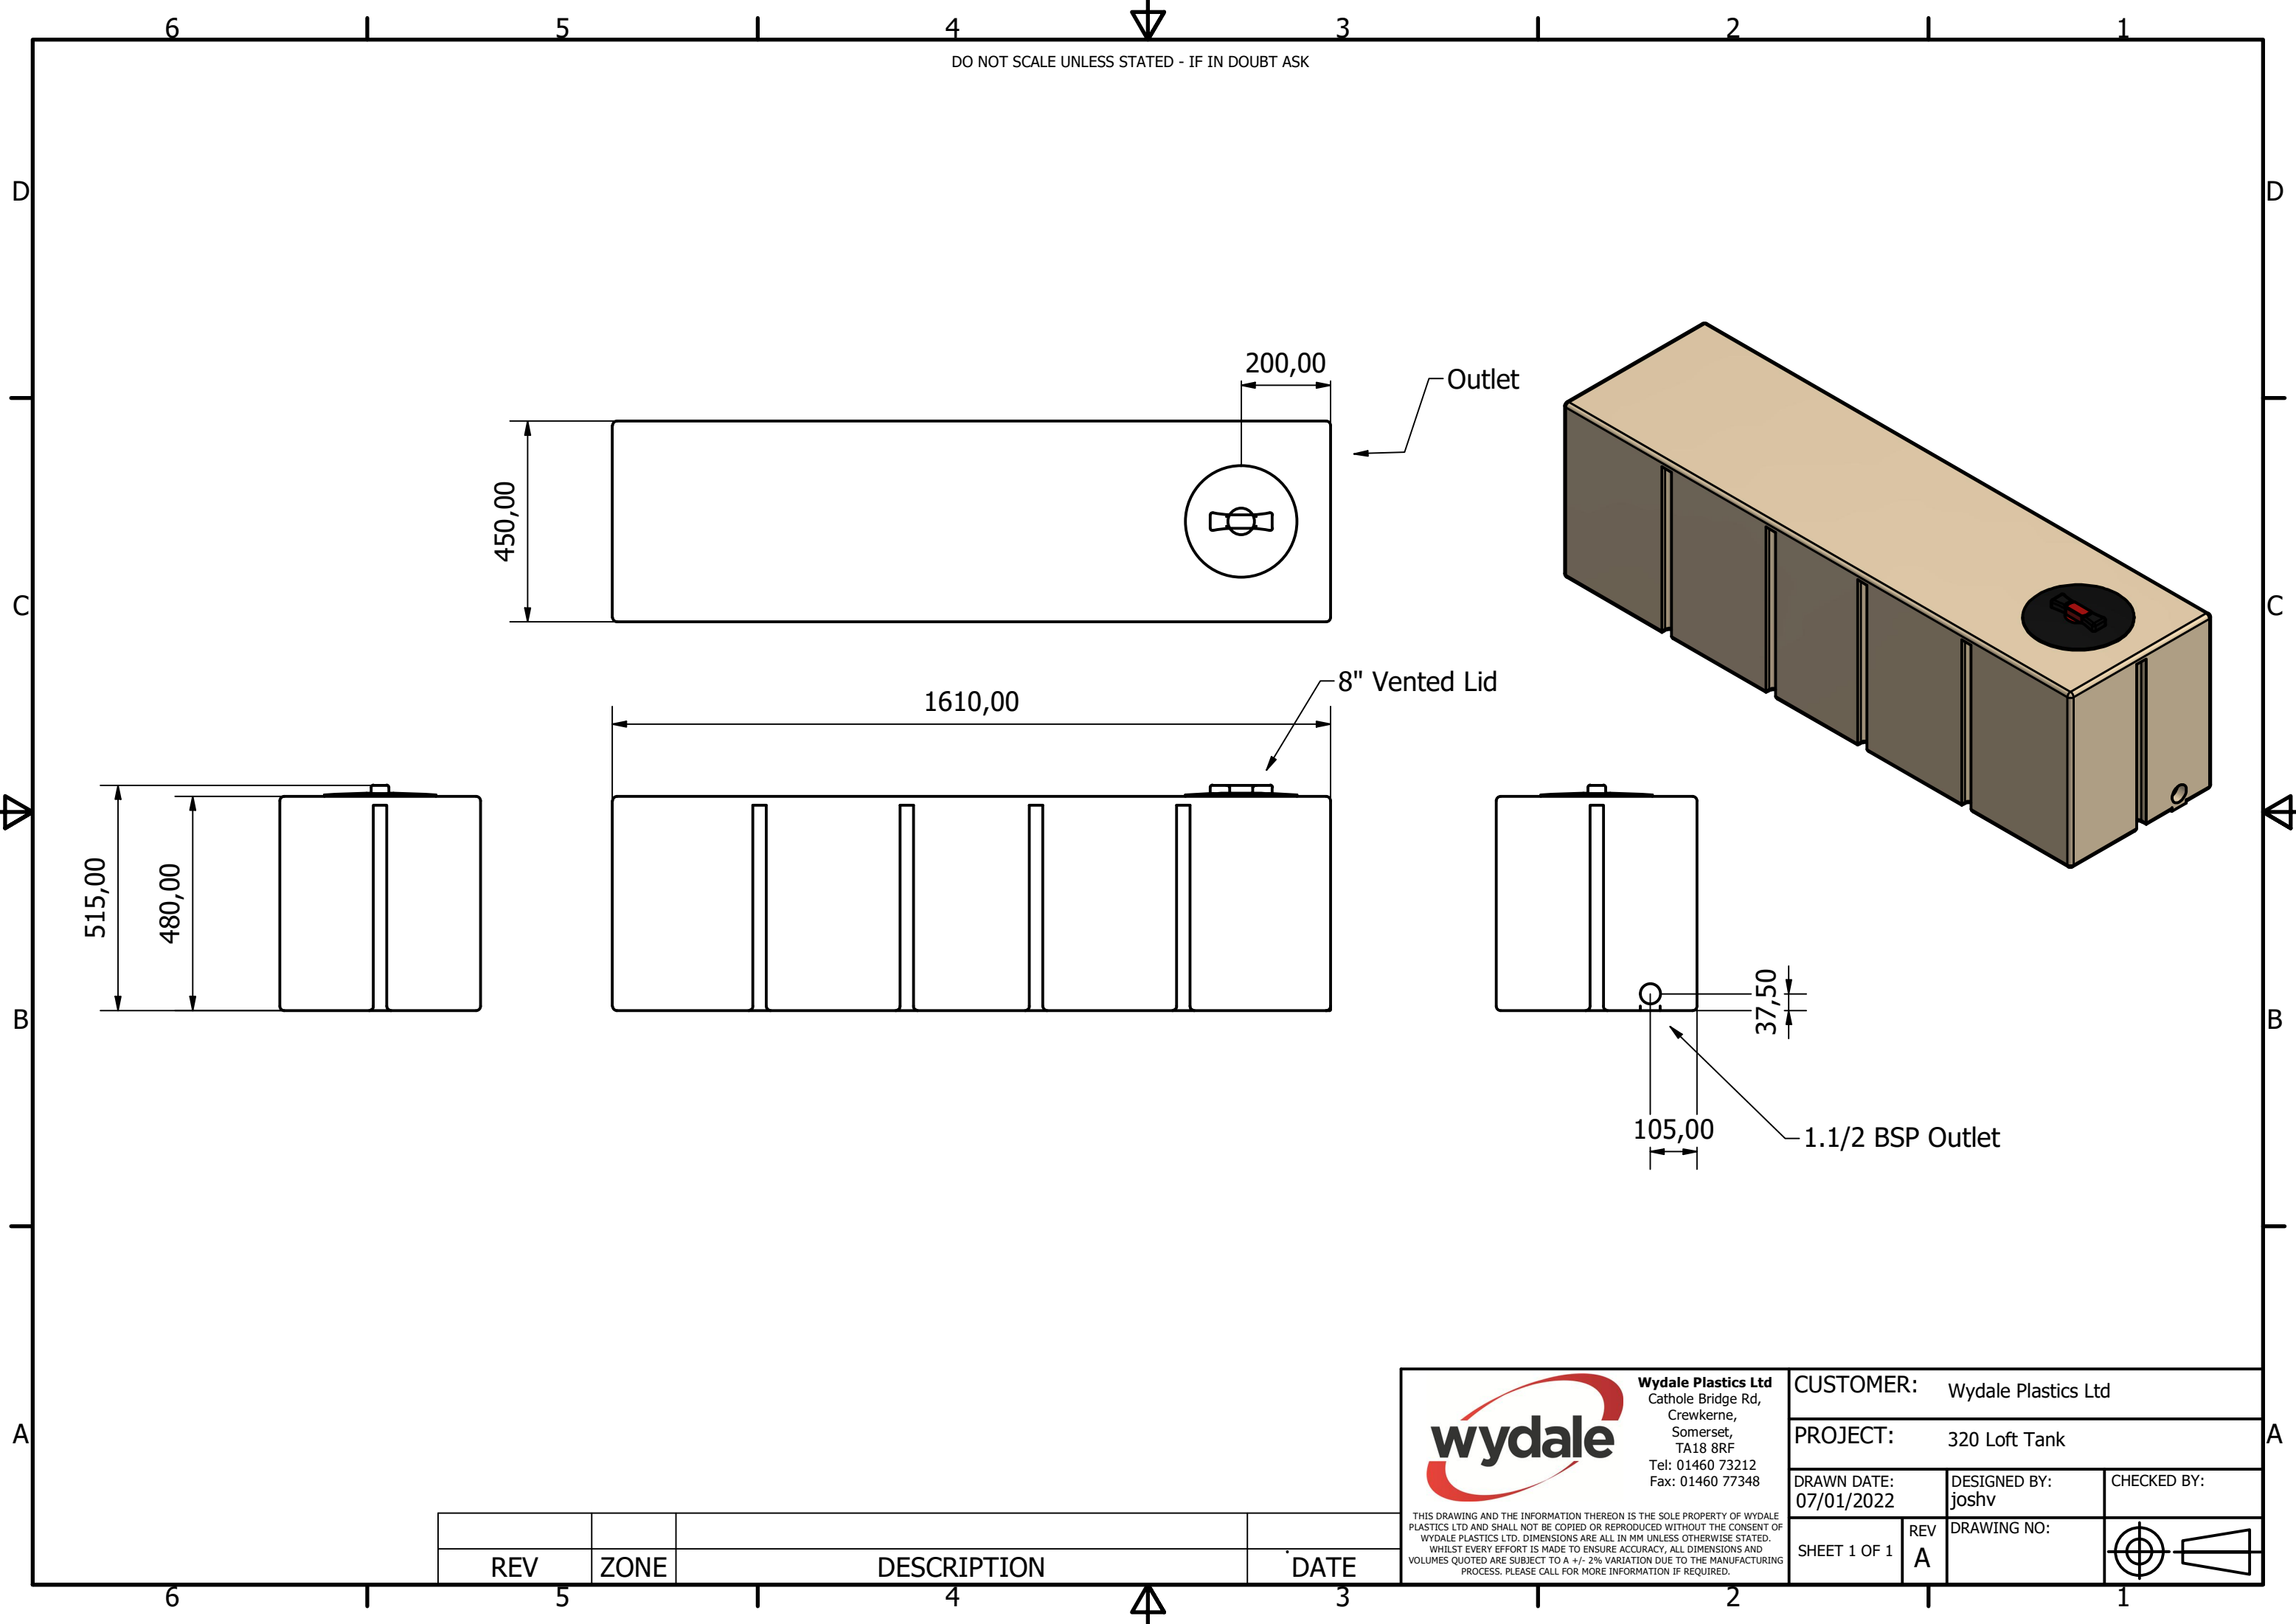 6 5 4 3 2 1
DO NOT SCALE UNLESS STATED - IF IN DOUBT ASK
D D
200,00
Outlet
450,00
C C
8" Vented Lid
1610,00
515,00
480,00
37,50
B B
105,00
1.1/2 BSP Outlet
A A
wydale
Wydale Plastics Ltd
Cathole Bridge Rd,
Crewkerne,
Somerset,
TA18 8RF
Tel: 01460 73212
Fax: 01460 77348
THIS DRAWING AND THE INFORMATION THEREON IS THE SOLE PROPERTY OF WYDALE
PLASTICS LTD AND SHALL NOT BE COPIED OR REPRODUCED WITHOUT THE CONSENT OF
WYDALE PLASTICS LTD. DIMENSIONS ARE ALL IN MM UNLESS OTHERWISE STATED.
WHILST EVERY EFFORT IS MADE TO ENSURE ACCURACY, ALL DIMENSIONS AND
VOLUMES QUOTED ARE SUBJECT TO A +/- 2% VARIATION DUE TO THE MANUFACTURING
PROCESS. PLEASE CALL FOR MORE INFORMATION IF REQUIRED.
CUSTOMER: Wydale Plastics Ltd
PROJECT: 320 Loft Tank
DRAWN DATE:
07/01/2022
DESIGNED BY:
joshv
CHECKED BY:
SHEET 1 OF 1
REV
A
DRAWING NO:
REV ZONE DESCRIPTION DATE
6 5 4 3 2 1